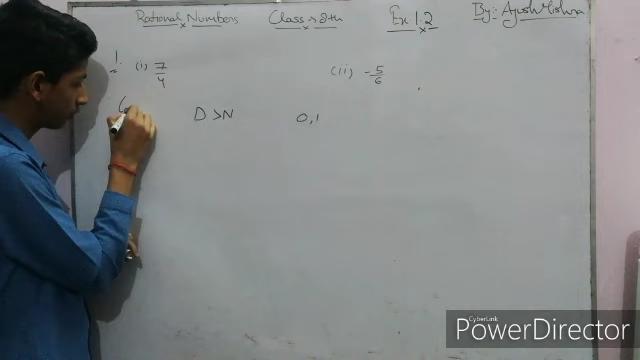 Rational Numbers Class > 8th Ex 1.2 By:- Ayush Mishra
1. (i) 7/4 (ii) -5/6
D > N 0,1
CyberLink
PowerDirector